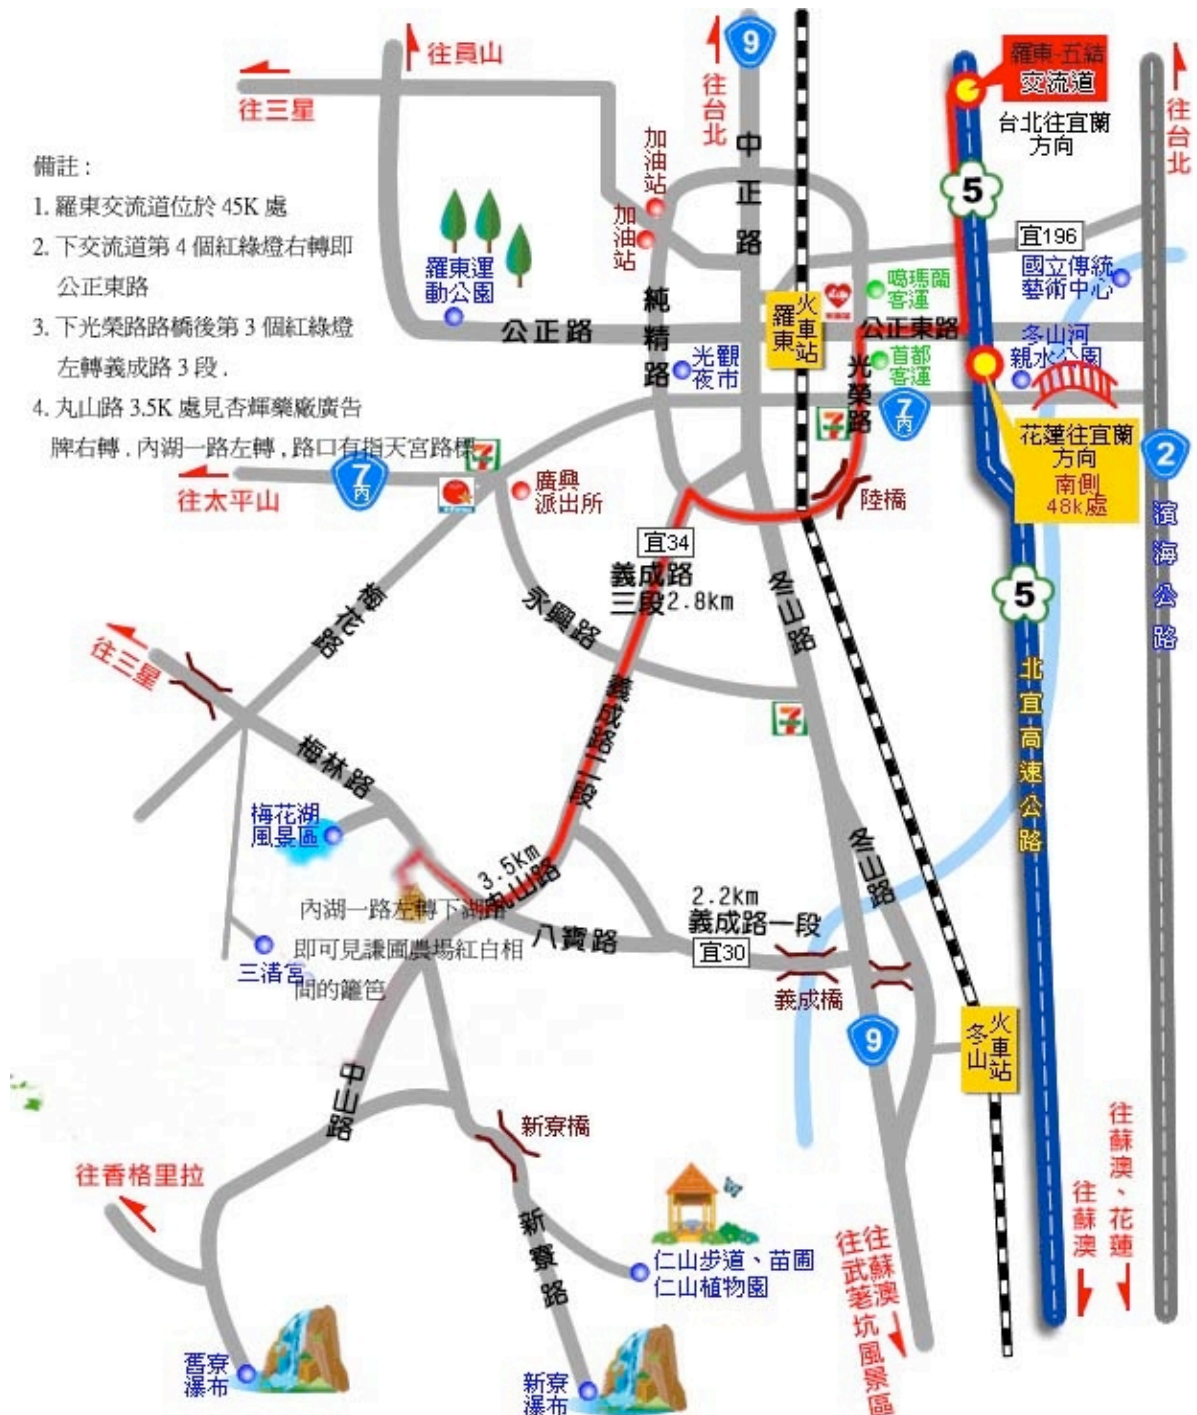 往員山
9
羅東-五結
交流道
往三星
往台北
台北往宜蘭
方向
往台北
加油站
中正路
備註：
1. 羅東交流道位於 45K 處
2. 下交流道第 4 個紅綠燈右轉即
公正東路
3. 下光榮路路橋後第 3 個紅綠燈
左轉義成路 3 段 .
4. 丸山路 3.5K 處見杏輝藥廠廣告
牌右轉 , 內湖一路左轉 , 路口有指天宮路標
5
加油站
宜196
羅東運
動公園
國立傳統
藝術中心
噶瑪蘭
客運
純精路
羅東
火車站
公正路
公正東路
冬山河
親水公園
光觀
夜市
首都
客運
光榮路
7
內
7
7
花蓮往宜蘭
方向
南側
48k處
2
濱海公路
7
內
往太平山
廣興
派出所
陸橋
宜34
義成路
三段2.8km
梅花路
永興路
冬山路
5
往三星
義成路二段
北宜高速公路
7
梅林路
梅花湖
風景區
3.5Km
丸山路
冬山路
內湖一路左轉下湖路
即可見謙圃農場紅白相
間的籬笆
八寶路
2.2km
義成路一段
宜30
三清宮
義成橋
9
冬山
火車站
中山路
新寮橋
往香格里拉
往蘇澳、花蓮
往蘇澳
新寮路
仁山步道、苗圃
仁山植物園
往蘇澳
往武荖坑風景區
舊寮
瀑布
新寮
瀑布